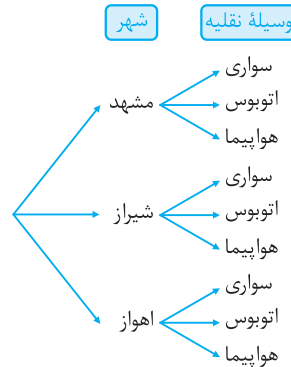 شهر
وسیلهٔ نقلیه
مشهد
سواری
اتوبوس
هواپیما
شیراز
سواری
اتوبوس
هواپیما
اهواز
سواری
اتوبوس
هواپیما